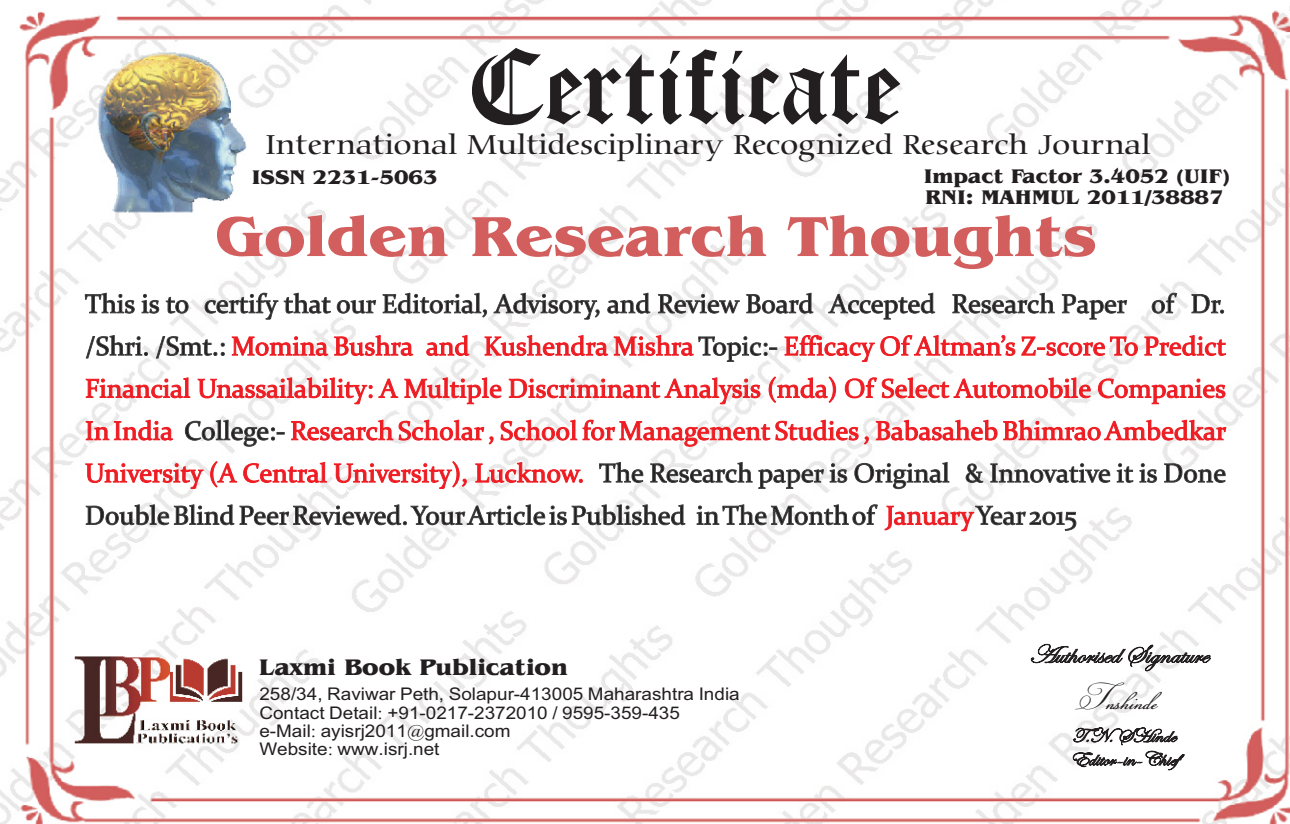 Certificate
International Multidesciplinary Recognized Research Journal
ISSN 2231-5063
Impact Factor 3.4052 (UIF)
RNI: MAHMUL 2011/38887
Golden Research Thoughts
This is to certify that our Editorial, Advisory, and Review Board Accepted Research Paper of Dr.
/Shri. /Smt.: Momina Bushra and Kushendra Mishra Topic:- Efficacy Of Altman's Z-score To Predict
Financial Unassailability: A Multiple Discriminant Analysis (mda) Of Select Automobile Companies
In India College:- Research Scholar , School for Management Studies , Babasaheb Bhimrao Ambedkar
University (A Central University), Lucknow. The Research paper is Original & Innovative it is Done
Double Blind Peer Reviewed. Your Article is Published in The Month of January Year 2015
LBP
Laxmi Book
Publication's
Laxmi Book Publication
258/34, Raviwar Peth, Solapur-413005 Maharashtra India
Contact Detail: +91-0217-2372010 / 9595-359-435
e-Mail: ayisrj2011@gmail.com
Website: www.isrj.net
Authorised Signature
Tnshinde
T.N. SHinde
Editor-in-Chief